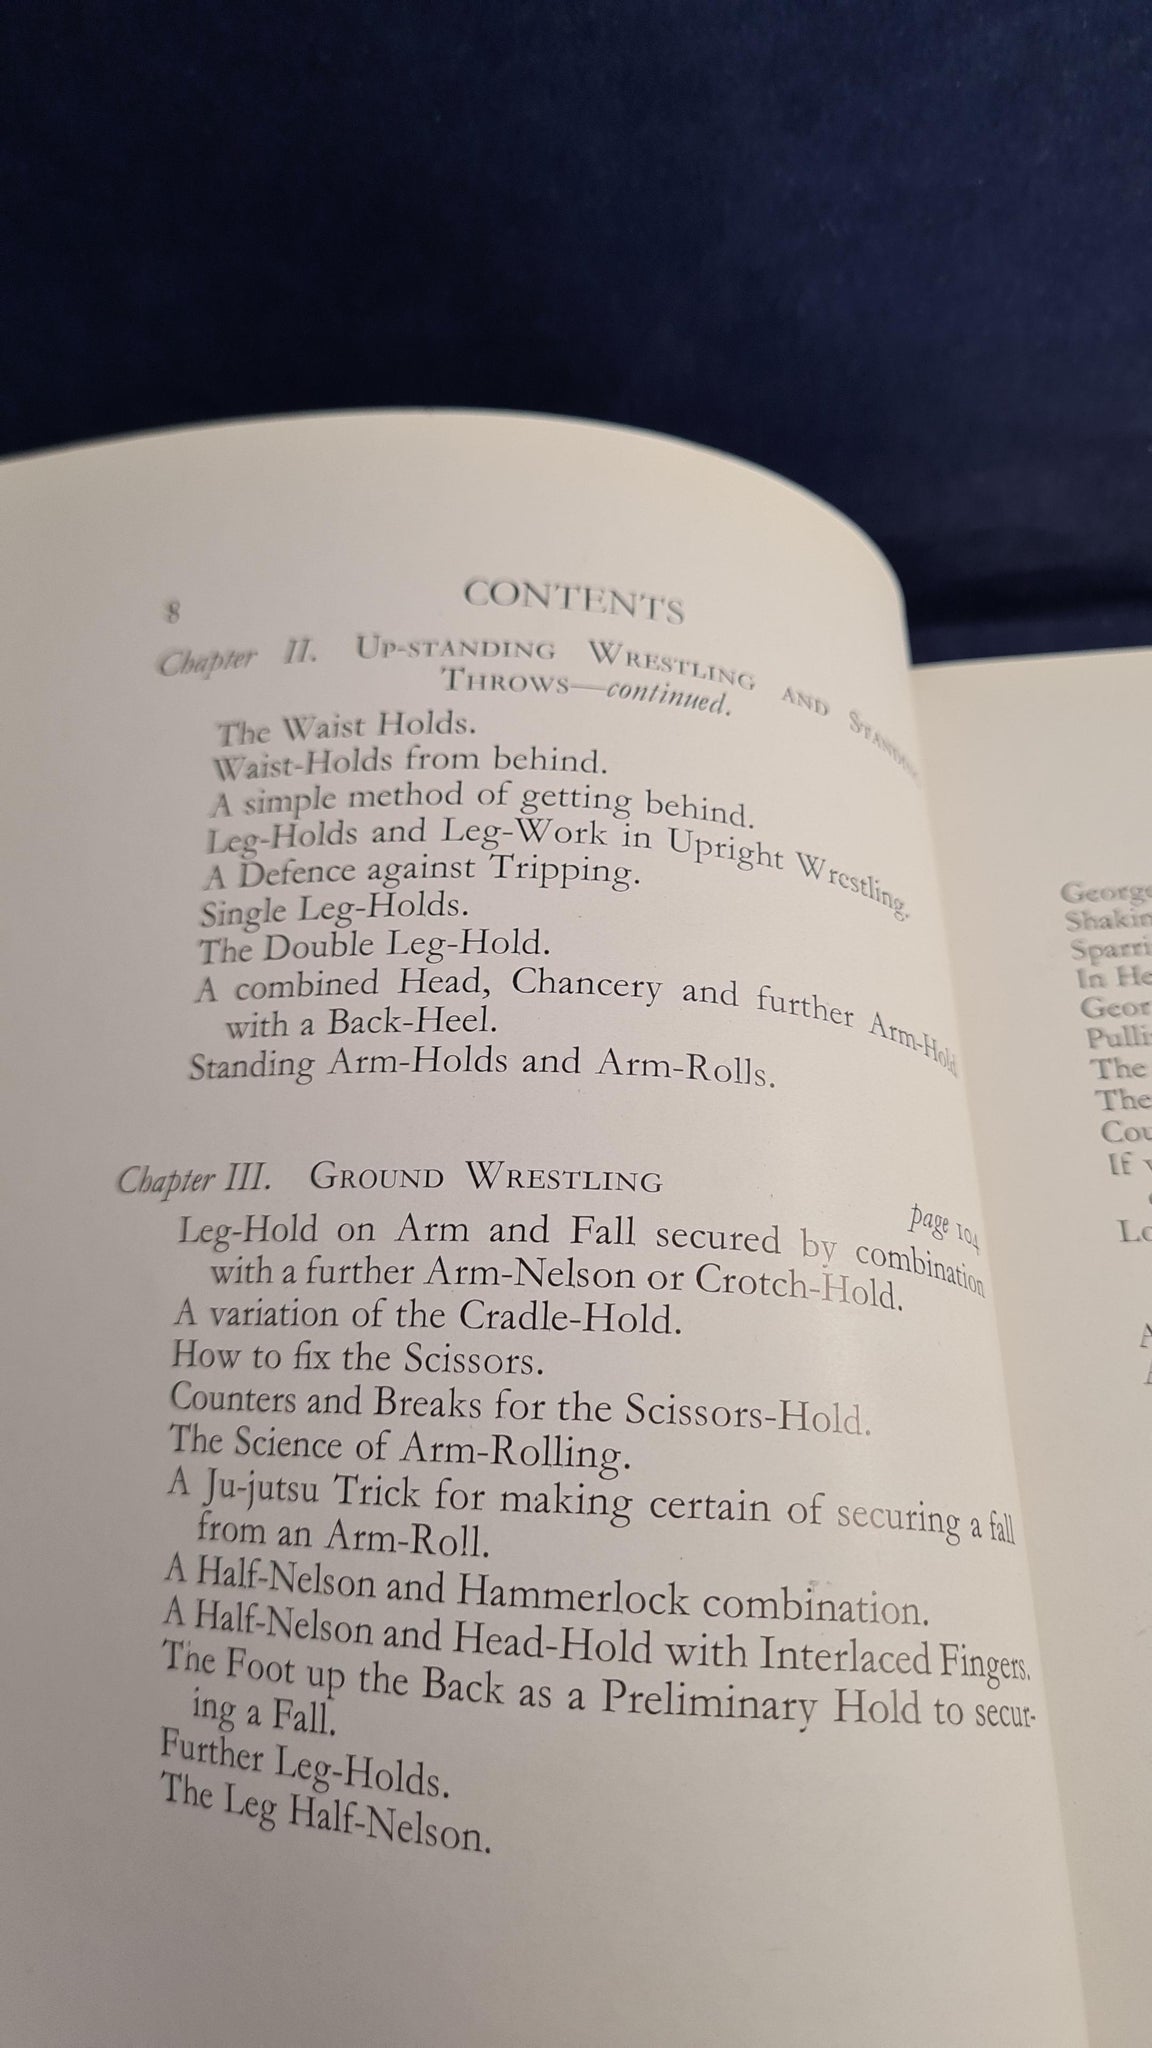 8 CONTENTS
Chapter II. UP-STANDING WRESTLING AND STANDING
THROWS—continued.
The Waist Holds.
Waist-Holds from behind.
A simple method of getting behind.
Leg-Holds and Leg-Work in Upright Wrestling.
A Defence against Tripping.
Single Leg-Holds.
The Double Leg-Hold.
A combined Head, Chancery and further Arm-Hold
with a Back-Heel.
Standing Arm-Holds and Arm-Rolls.
Chapter III. GROUND WRESTLING page 104
Leg-Hold on Arm and Fall secured by combination
with a further Arm-Nelson or Crotch-Hold.
A variation of the Cradle-Hold.
How to fix the Scissors.
Counters and Breaks for the Scissors-Hold.
The Science of Arm-Rolling.
A Ju-jutsu Trick for making certain of securing a fall
from an Arm-Roll.
A Half-Nelson and Hammerlock combination.
A Half-Nelson and Head-Hold with Interlaced Fingers.
The Foot up the Back as a Preliminary Hold to secur-
ing a Fall.
Further Leg-Holds.
The Leg Half-Nelson.
George
In
The
The
If